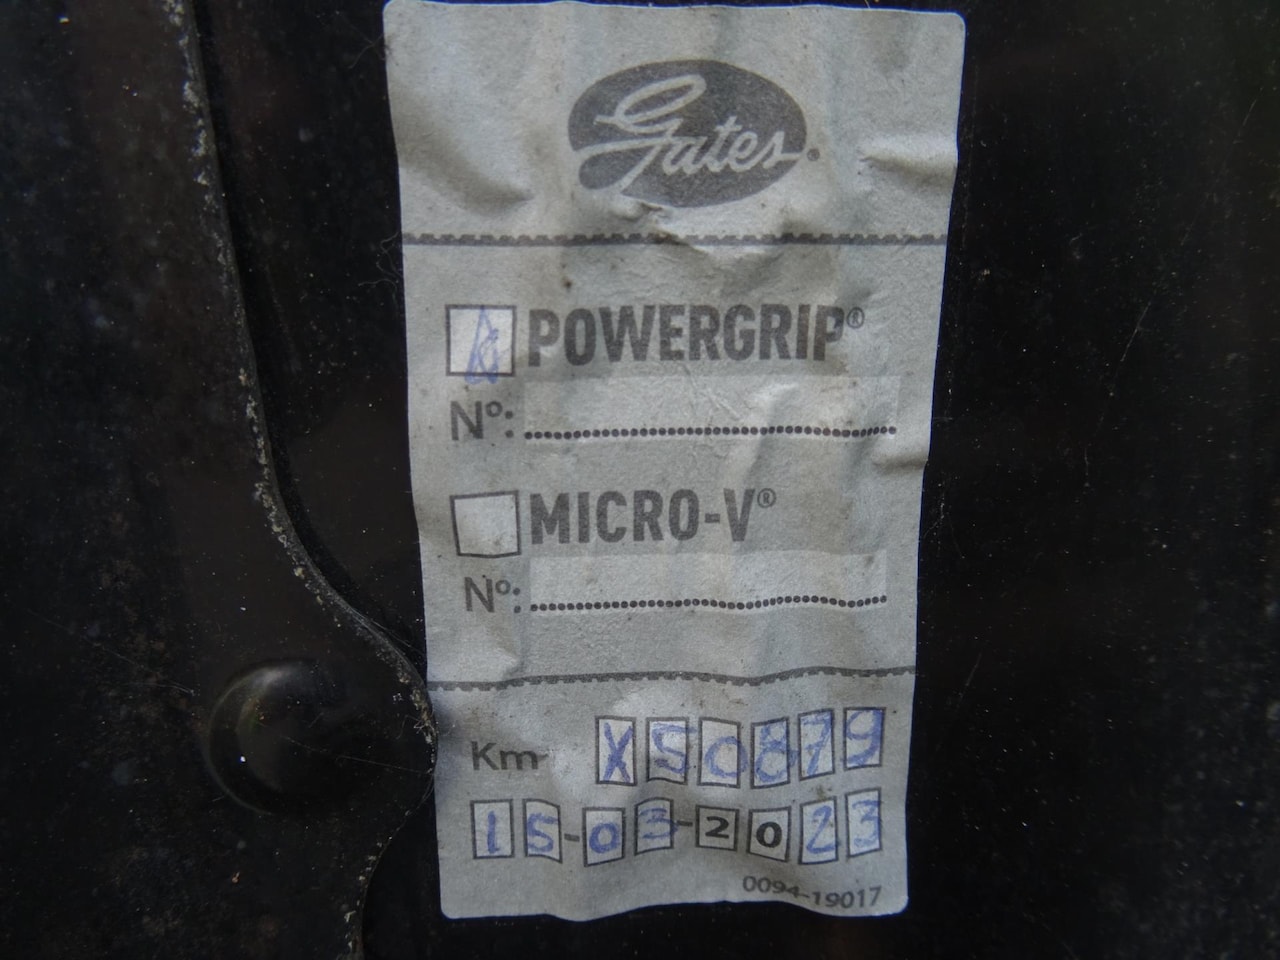 Gates®
POWERGRIP®
Nº:
MICRO-V®
Nº:
Km X50879
15-03-2023
0094-19017